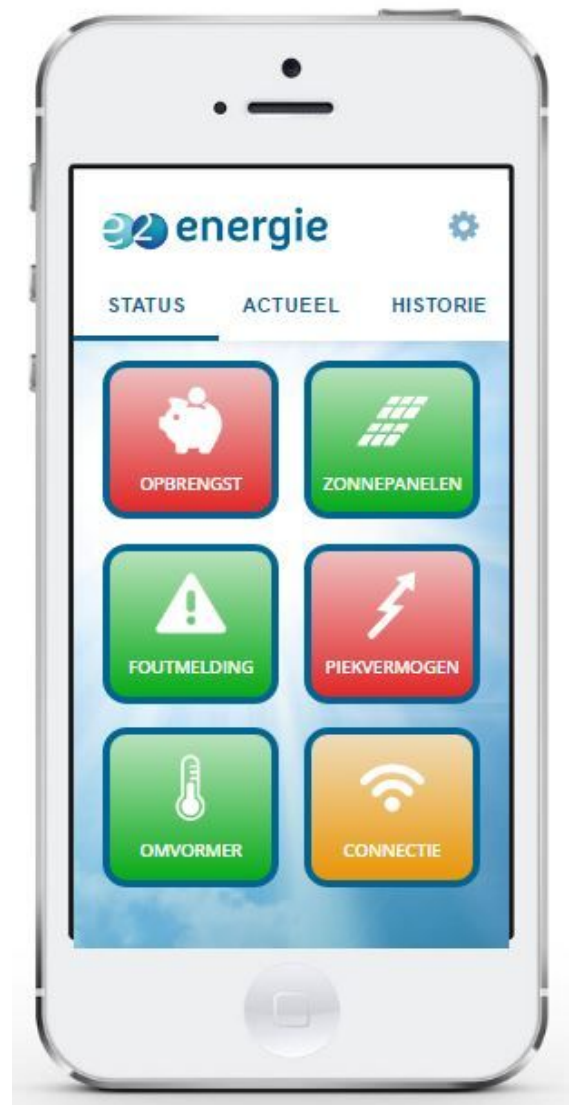 e2 energie
STATUS ACTUEEL HISTORIE
OPBRENGST ZONNEPANELEN
FOUTMELDING PIEKVERMOGEN
OMVORMER CONNECTIE